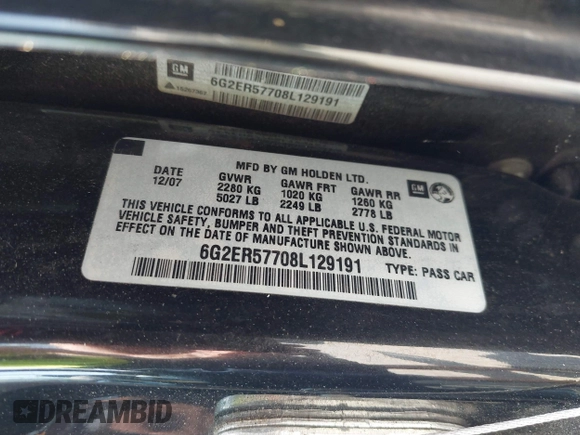 GM
6G2ER57708L129191
MFD BY GM HOLDEN LTD.
DATE GVWR GAWR FRT GAWR RR GM
12/07 2280 KG 1020 KG 1260 KG
5027 LB 2249 LB 2778 LB
THIS VEHICLE CONFORMS TO ALL APPLICABLE U.S. FEDERAL MOTOR
VEHICLE SAFETY, BUMPER AND THEFT PREVENTION STANDARDS IN
EFFECT ON THE DATE OF MANUFACTURE SHOWN ABOVE.
6G2ER57708L129191
TYPE: PASS CAR
DREAMBID